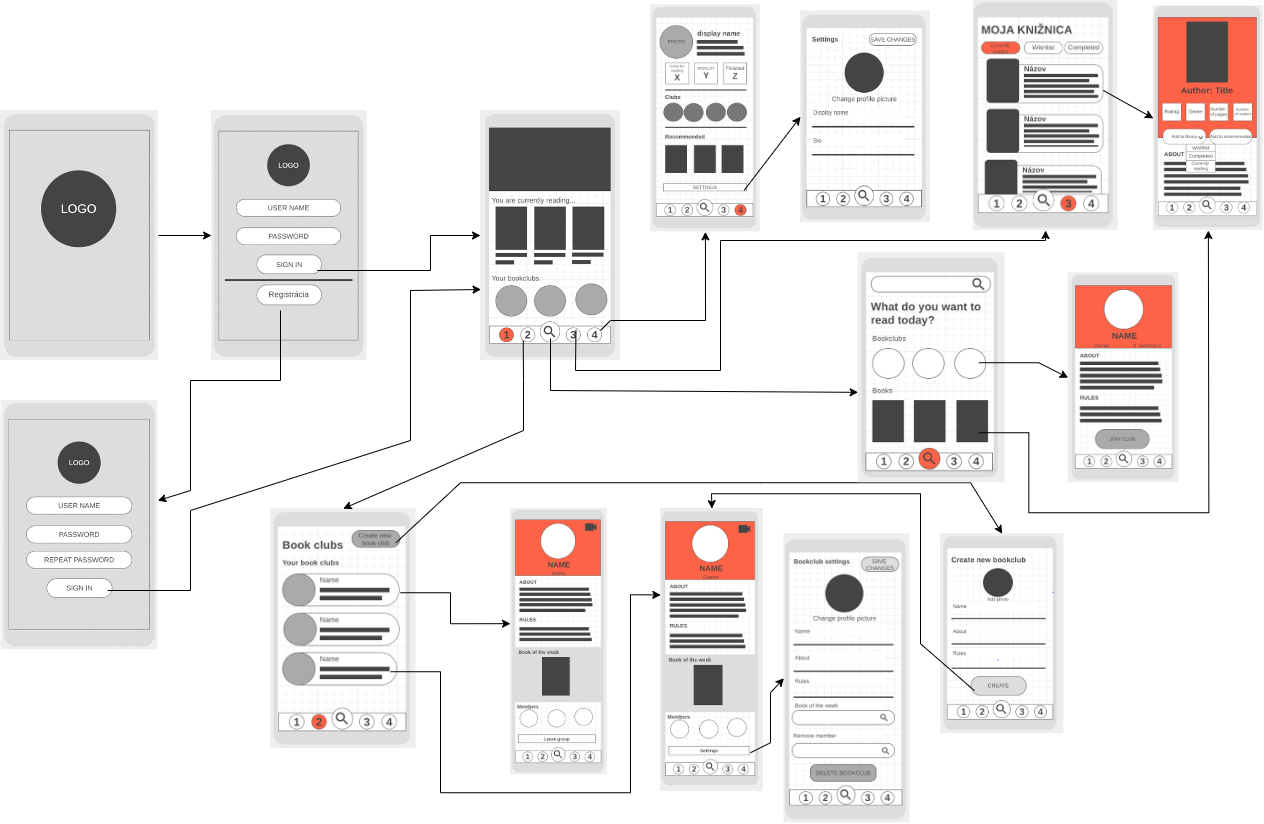 LOGO
LOGO
USER NAME
PASSWORD
SIGN IN
Registrácia
LOGO
USER NAME
PASSWORD
REPEAT PASSWORD
SIGN IN
You are currently reading...
Your bookclubs:
1 2 3 4
PHOTO
display name
Currently reading
X
WISHLIST
Y
Finished
Z
Clubs
Recommended
SETTINGS
1 2 3 4
Settings
SAVE CHANGES
Change profile picture
Display name
Bio
1 2 3 4
MOJA KNIŽNICA
Currently reading
Wishlist
Completed
Názov
Názov
Názov
1 2 3 4
Author: Title
Rating
Genre
Number of pages
Number of readers
Add to library
Add to recommended
Wishlist
Completed
Currently reading
ABOUT
1 2 3 4
What do you want to
read today?
Bookclubs
Books
1 2 3 4
NAME
Owner
X members
ABOUT
RULES
JOIN CLUB
1 2 3 4
Book clubs
Create new
book club
Your book clubs
Name
Name
Name
1 2 3 4
NAME
Owner
ABOUT
RULES
Book of the week
Members
Leave group
1 2 3 4
NAME
Owner
ABOUT
RULES
Book of the week
Members
Settings
1 2 3 4
Bookclub settings
SAVE
CHANGES
Change profile picture
Name
About
Rules
Book of the week
Remove member
DELETE BOOKCLUB
1 2 3 4
Create new bookclub
Add photo
Name
About
Rules
CREATE
1 2 3 4